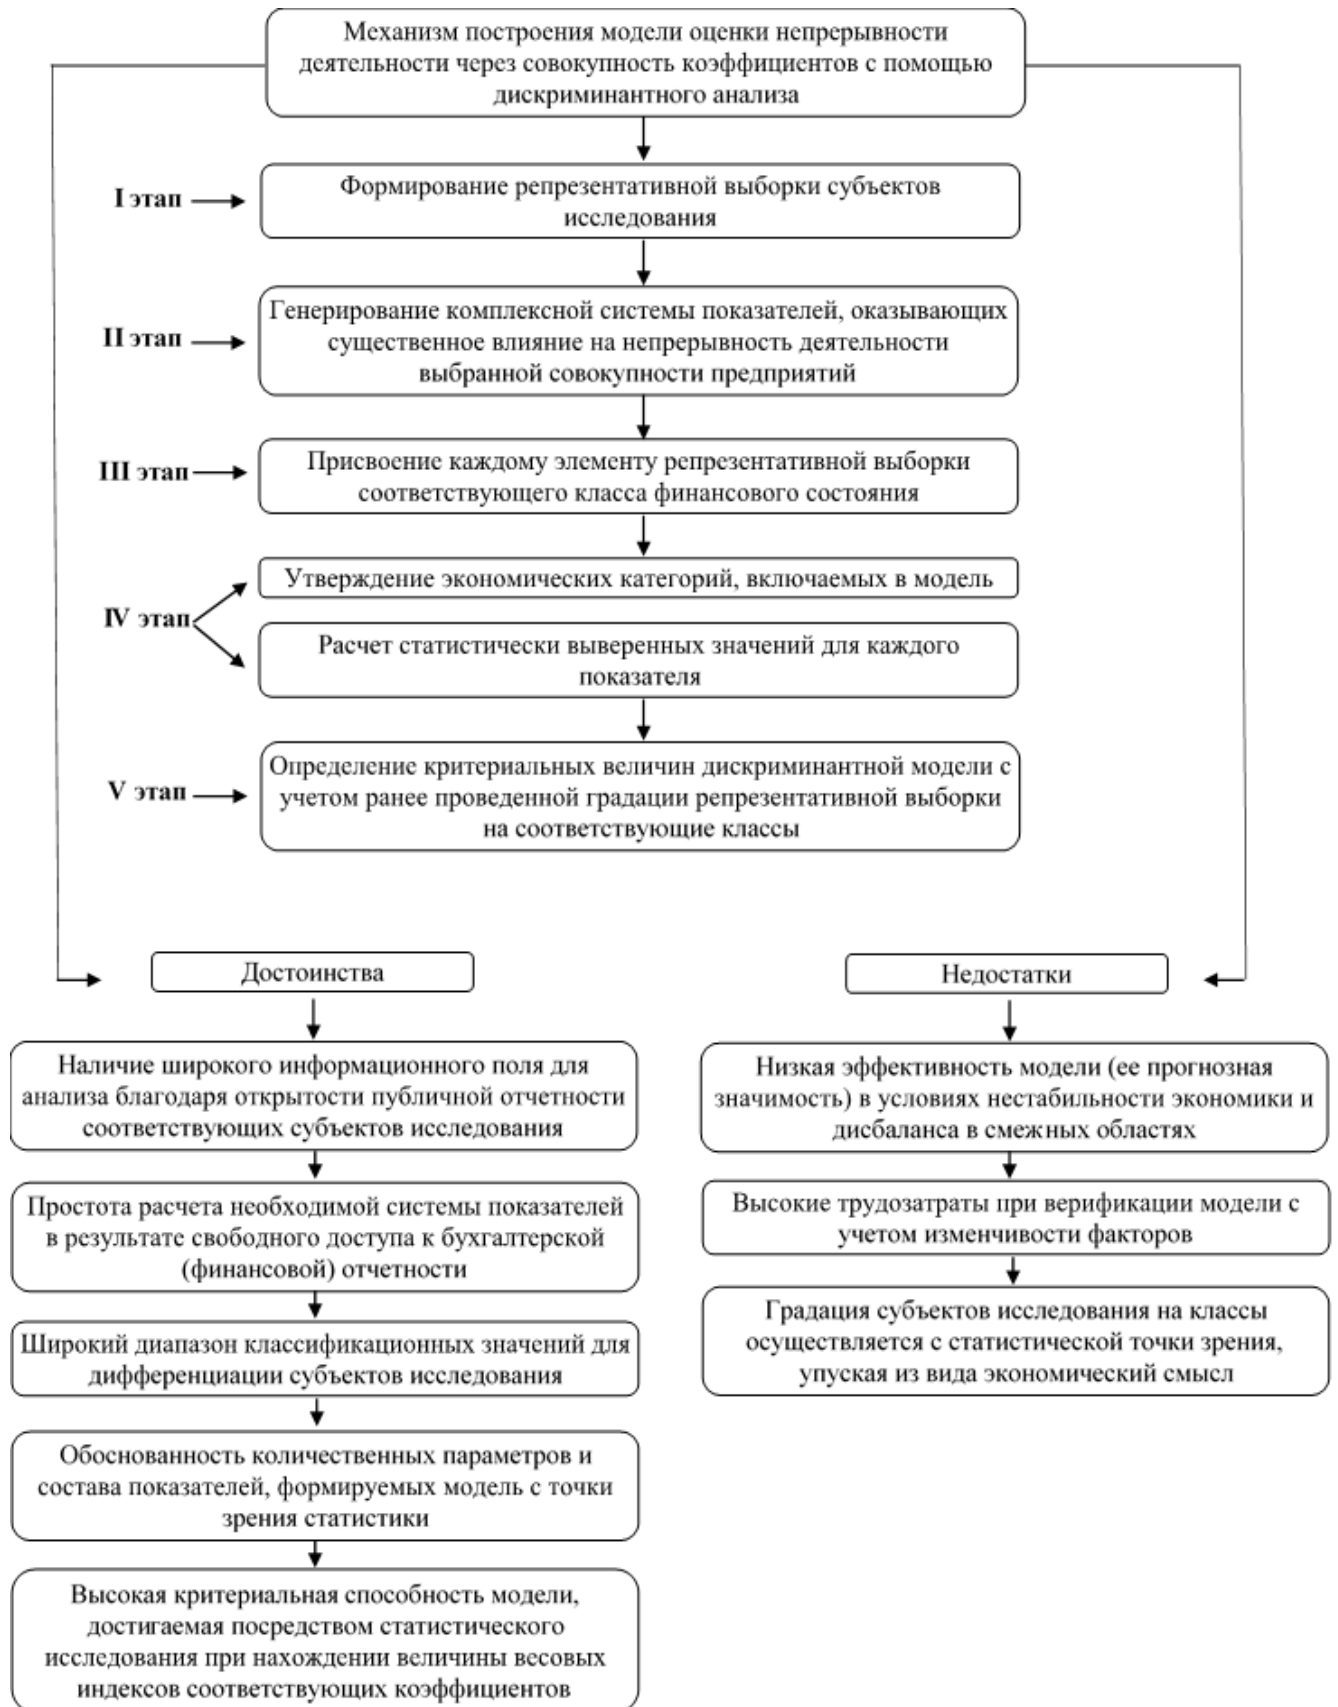 Механизм построения модели оценки непрерывности
деятельности через совокупность коэффициентов с помощью
дискриминантного анализа
I этап
Формирование репрезентативной выборки субъектов
исследования
II этап
Генерирование комплексной системы показателей, оказывающих
существенное влияние на непрерывность деятельности
выбранной совокупности предприятий
III этап
Присвоение каждому элементу репрезентативной выборки
соответствующего класса финансового состояния
IV этап
Утверждение экономических категорий, включаемых в модель
Расчет статистически выверенных значений для каждого
показателя
V этап
Определение критериальных величин дискриминантной модели с
учетом ранее проведенной градации репрезентативной выборки
на соответствующие классы
Достоинства
Наличие широкого информационного поля для
анализа благодаря открытости публичной отчетности
соответствующих субъектов исследования
Простота расчета необходимой системы показателей
в результате свободного доступа к бухгалтерской
(финансовой) отчетности
Широкий диапазон классификационных значений для
дифференциации субъектов исследования
Обоснованность количественных параметров и
состава показателей, формируемых модель с точки
зрения статистики
Высокая критериальная способность модели,
достигаемая посредством статистического
исследования при нахождении величины весовых
индексов соответствующих коэффициентов
Недостатки
Низкая эффективность модели (ее прогнозная
значимость) в условиях нестабильности экономики и
дисбаланса в смежных областях
Высокие трудозатраты при верификации модели с
учетом изменчивости факторов
Градация субъектов исследования на классы
осуществляется с статистической точки зрения,
упуская из вида экономический смысл